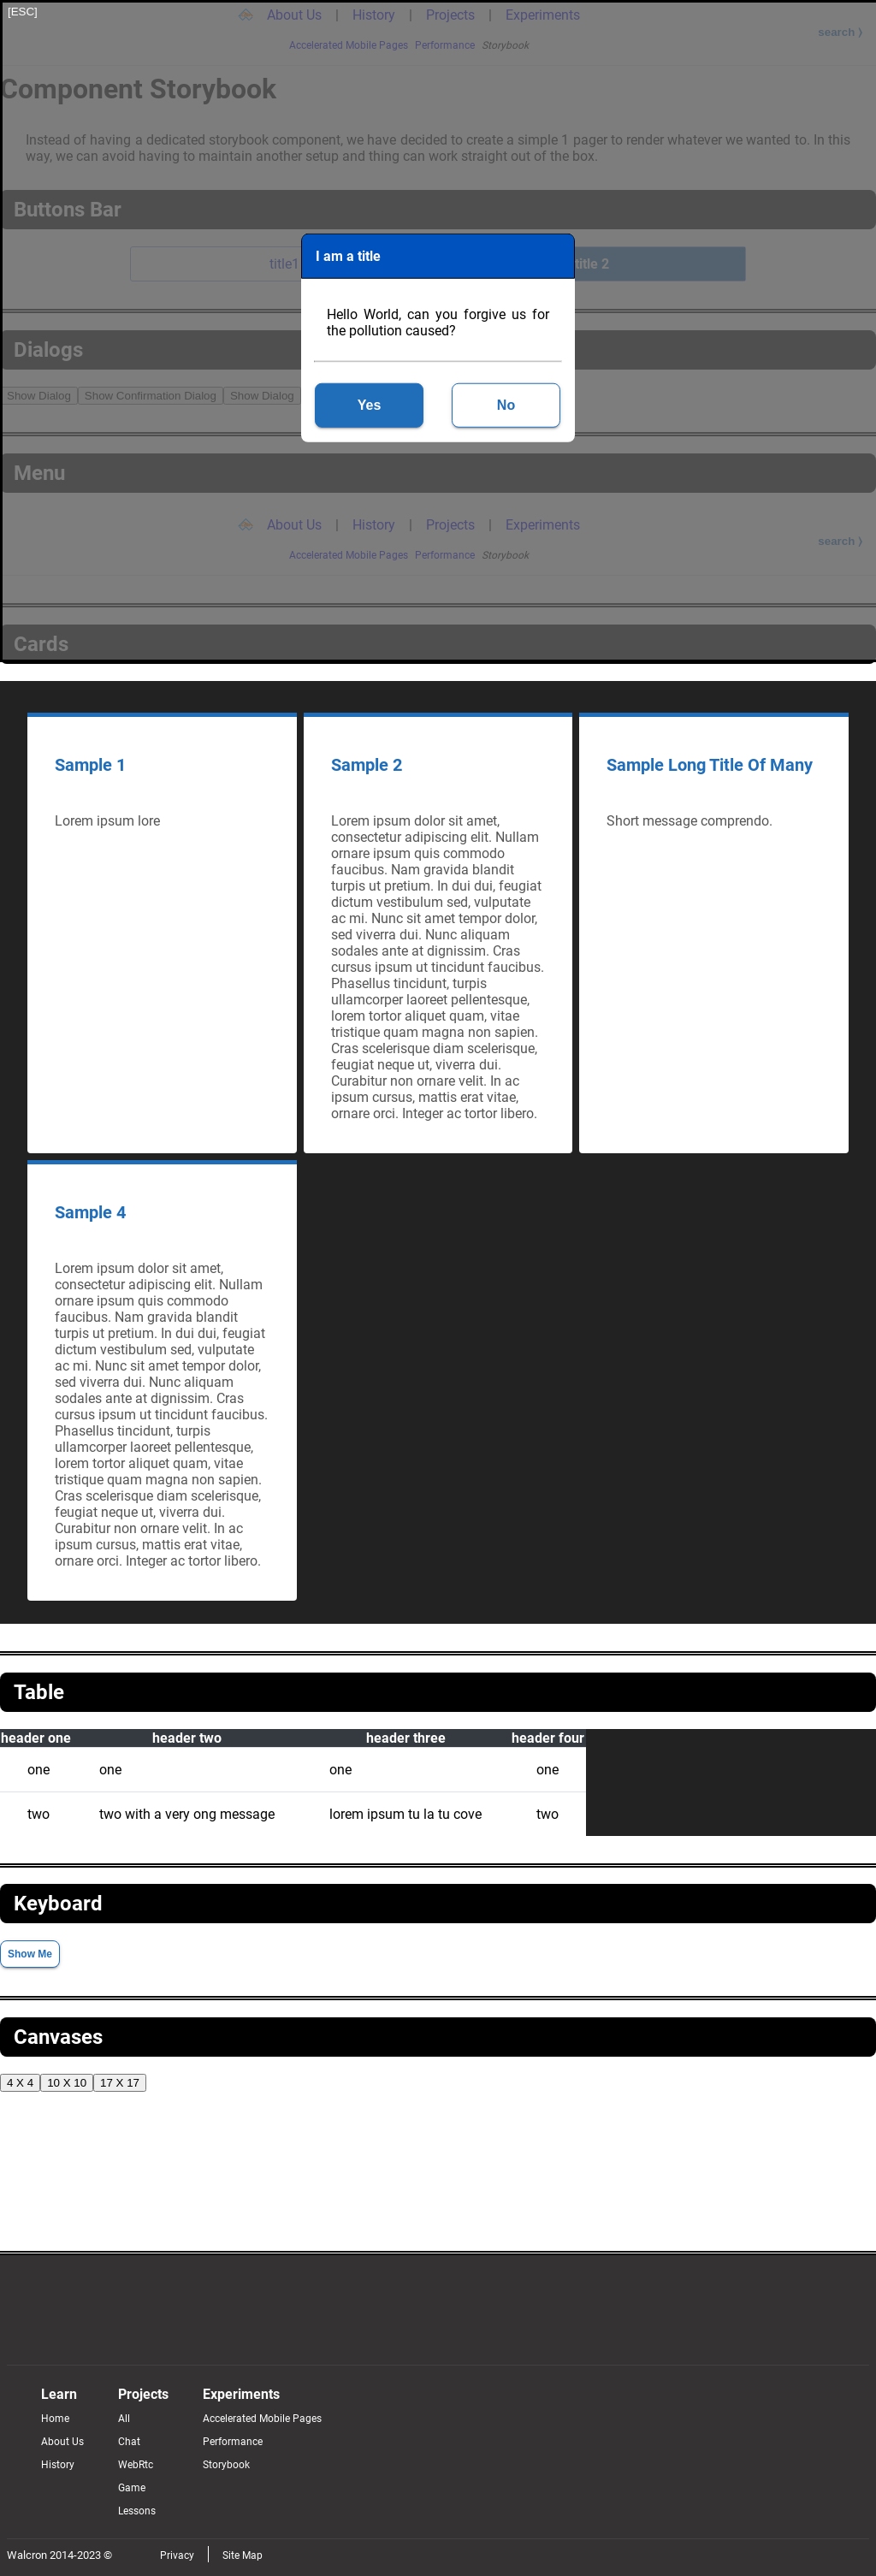 [ESC]
About Us | History | Projects | Experiments
search ⟩
Accelerated Mobile Pages Performance Storybook
Component Storybook
Instead of having a dedicated storybook component, we have decided to create a simple 1 pager to render whatever we wanted to. In this
way, we can avoid having to maintain another setup and thing can work straight out of the box.
Buttons Bar
title1 title 2
I am a title
Hello World, can you forgive us for
the pollution caused?
Yes No
Dialogs
Show Dialog Show Confirmation Dialog Show Dialog
Menu
About Us | History | Projects | Experiments
search ⟩
Accelerated Mobile Pages Performance Storybook
Cards
Sample 1
Lorem ipsum lore
Sample 2
Lorem ipsum dolor sit amet,
consectetur adipiscing elit. Nullam
ornare ipsum quis commodo
faucibus. Nam gravida blandit
turpis ut pretium. In dui dui, feugiat
dictum vestibulum sed, vulputate
ac mi. Nunc sit amet tempor dolor,
sed viverra dui. Nunc aliquam
sodales ante at dignissim. Cras
cursus ipsum ut tincidunt faucibus.
Phasellus tincidunt, turpis
ullamcorper laoreet pellentesque,
lorem tortor aliquet quam, vitae
tristique quam magna non sapien.
Cras scelerisque diam scelerisque,
feugiat neque ut, viverra dui.
Curabitur non ornare velit. In ac
ipsum cursus, mattis erat vitae,
ornare orci. Integer ac tortor libero.
Sample Long Title Of Many
Short message comprendo.
Sample 4
Lorem ipsum dolor sit amet,
consectetur adipiscing elit. Nullam
ornare ipsum quis commodo
faucibus. Nam gravida blandit
turpis ut pretium. In dui dui, feugiat
dictum vestibulum sed, vulputate
ac mi. Nunc sit amet tempor dolor,
sed viverra dui. Nunc aliquam
sodales ante at dignissim. Cras
cursus ipsum ut tincidunt faucibus.
Phasellus tincidunt, turpis
ullamcorper laoreet pellentesque,
lorem tortor aliquet quam, vitae
tristique quam magna non sapien.
Cras scelerisque diam scelerisque,
feugiat neque ut, viverra dui.
Curabitur non ornare velit. In ac
ipsum cursus, mattis erat vitae,
ornare orci. Integer ac tortor libero.
Table
header one header two header three header four
one one one one
two two with a very ong message lorem ipsum tu la tu cove two
Keyboard
Show Me
Canvases
4 X 4 10 X 10 17 X 17
Learn
Home
About Us
History
Projects
All
Chat
WebRtc
Game
Lessons
Experiments
Accelerated Mobile Pages
Performance
Storybook
Walcron 2014-2023 © Privacy Site Map